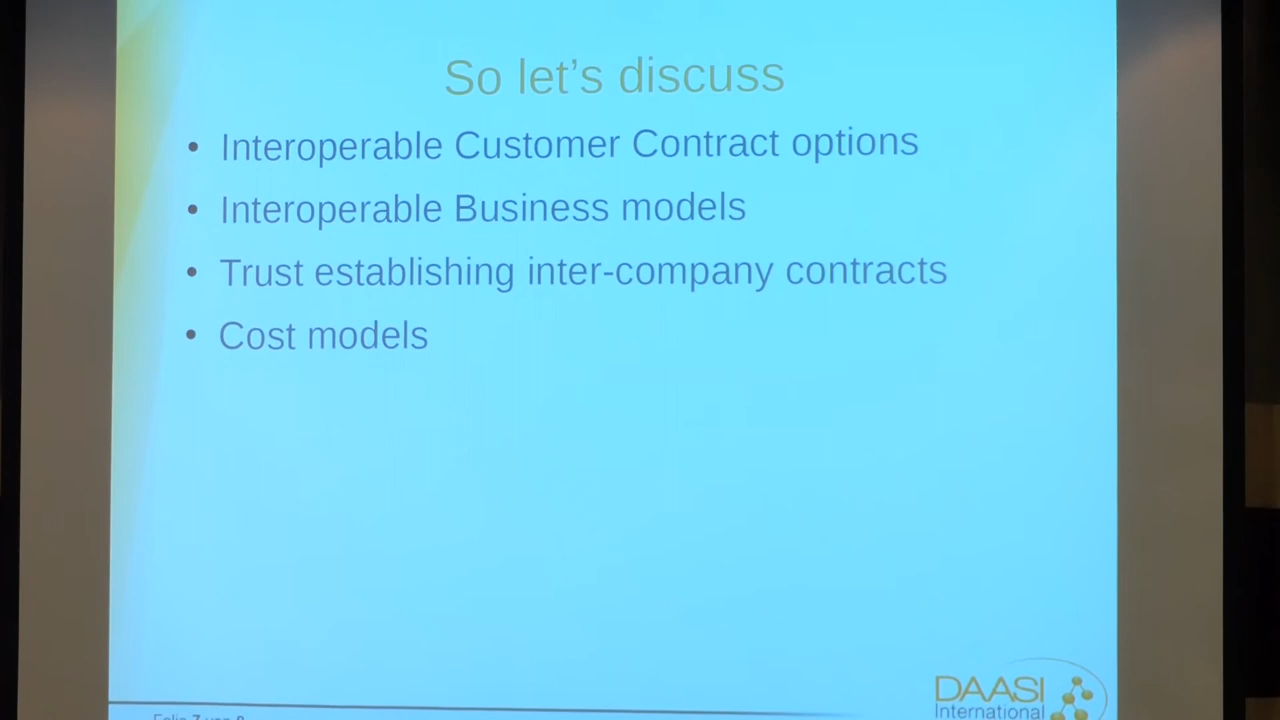 So let's discuss
• Interoperable Customer Contract options
• Interoperable Business models
• Trust establishing inter-company contracts
• Cost models
DAASI
International